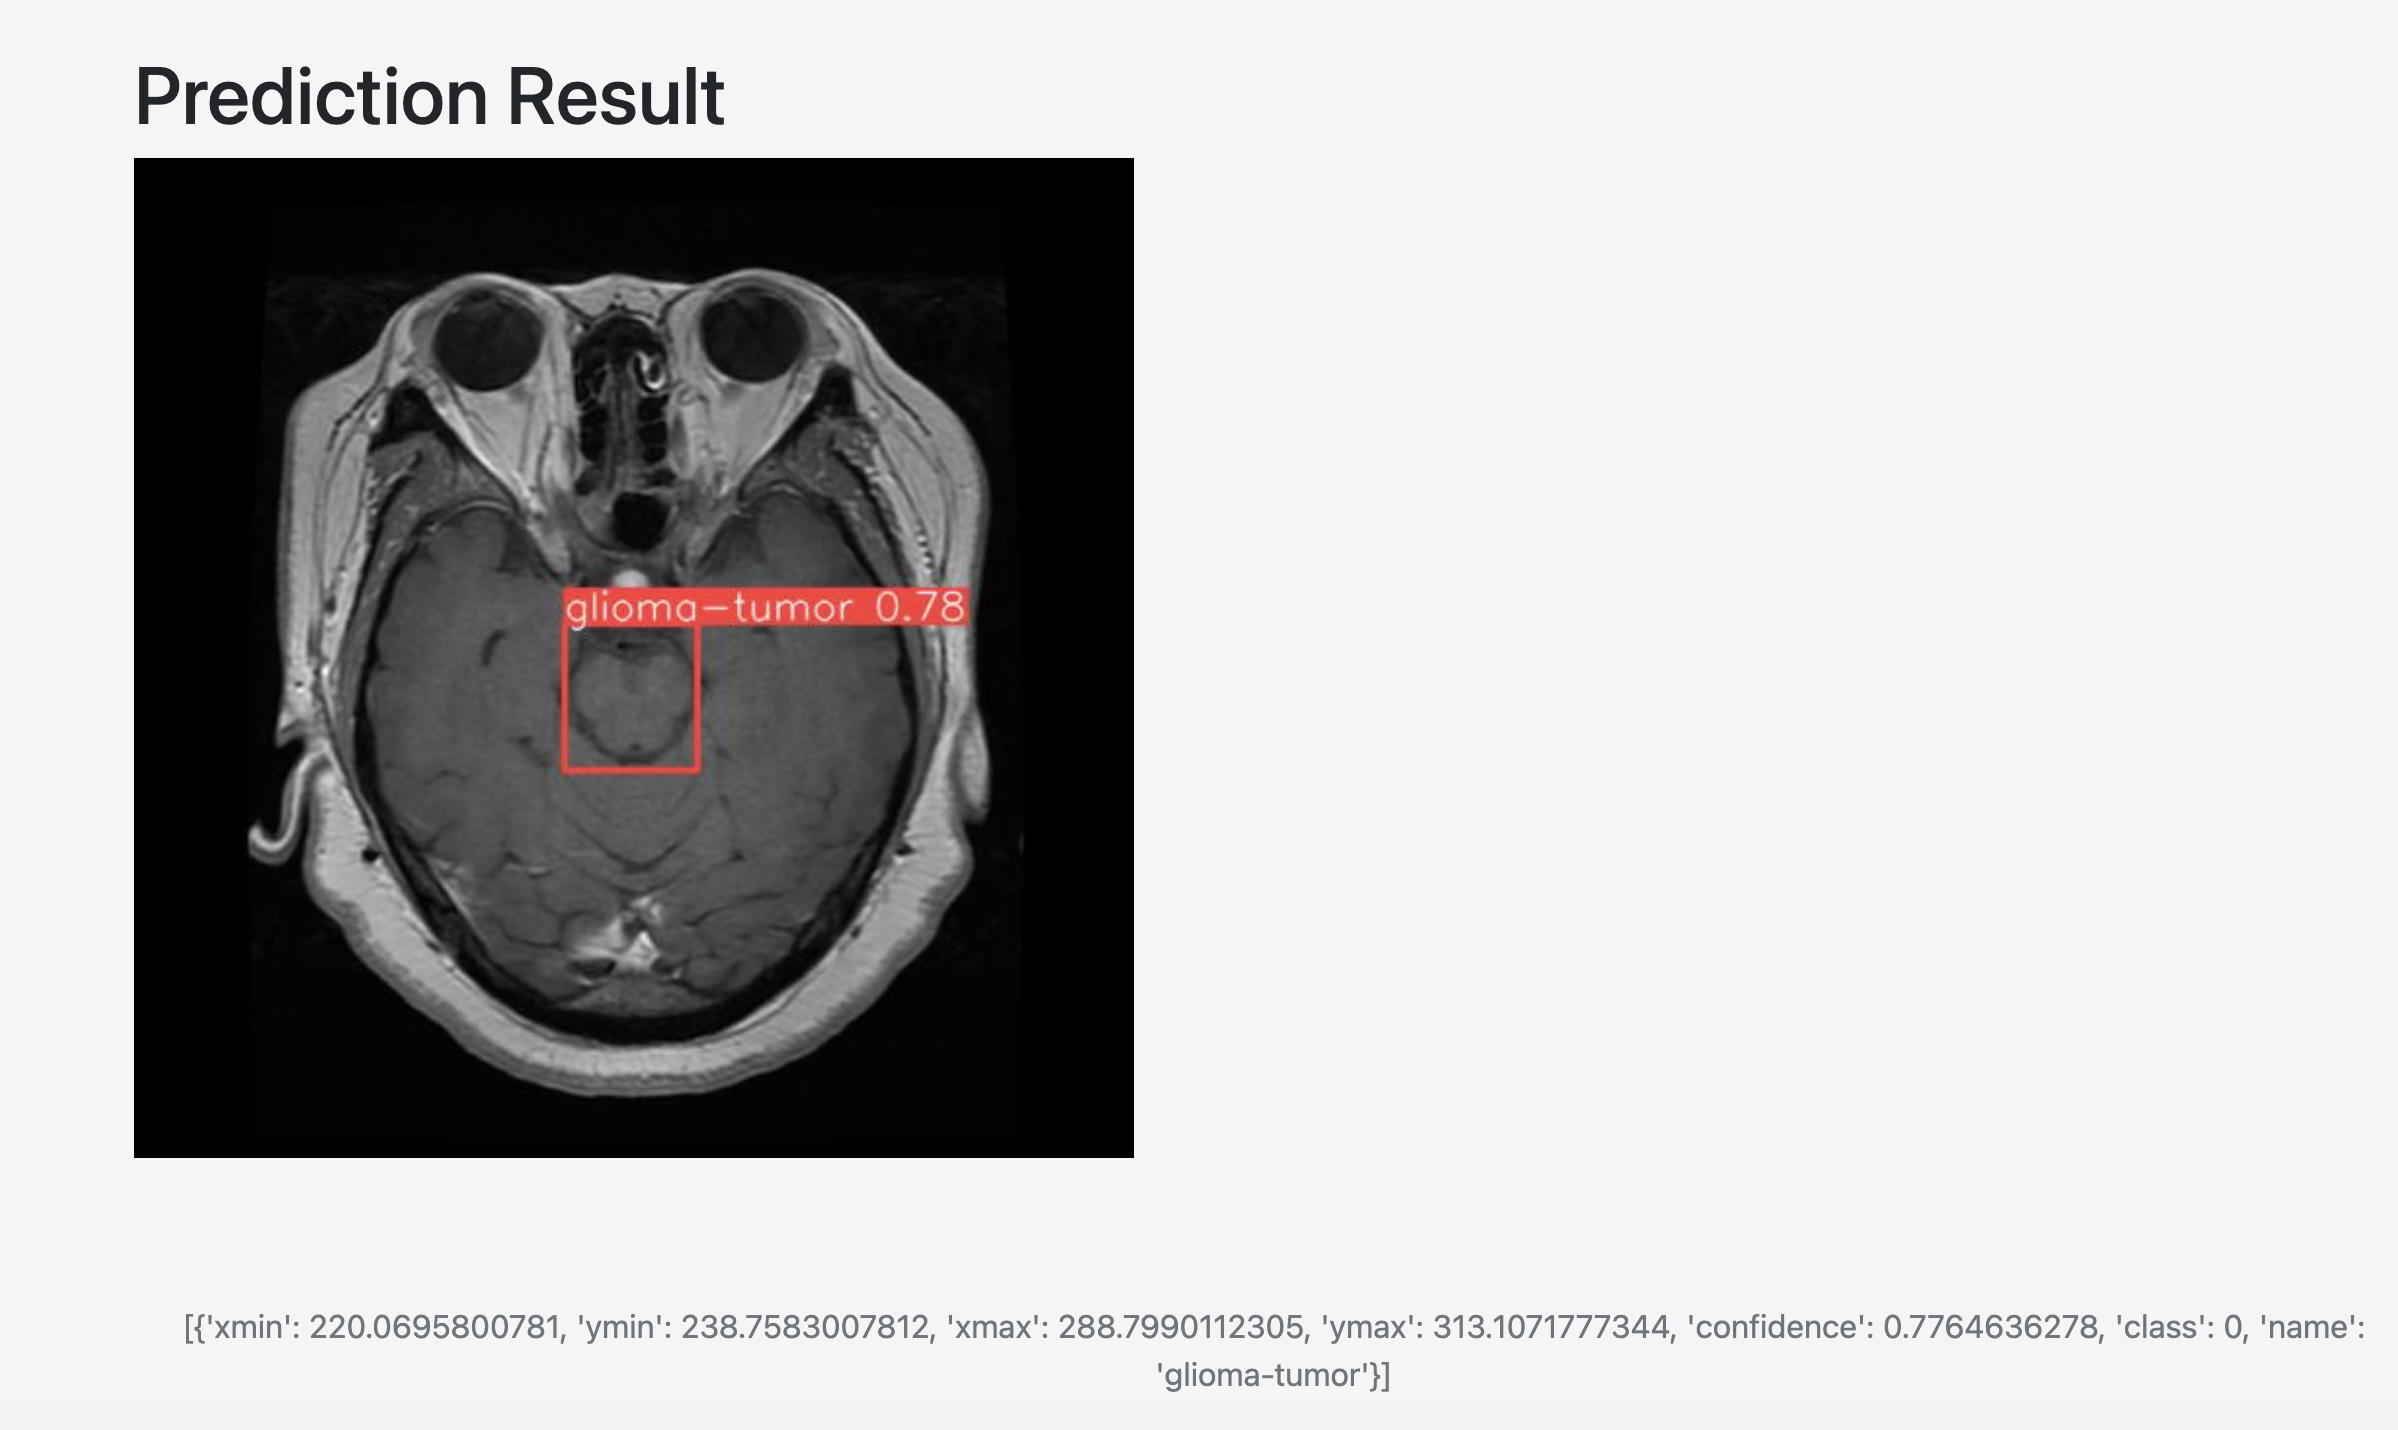 Prediction Result
glioma-tumor 0.78
[{'xmin': 220.0695800781, 'ymin': 238.7583007812, 'xmax': 288.7990112305, 'ymax': 313.1071777344, 'confidence': 0.7764636278, 'class': 0, 'name':
'glioma-tumor'}]